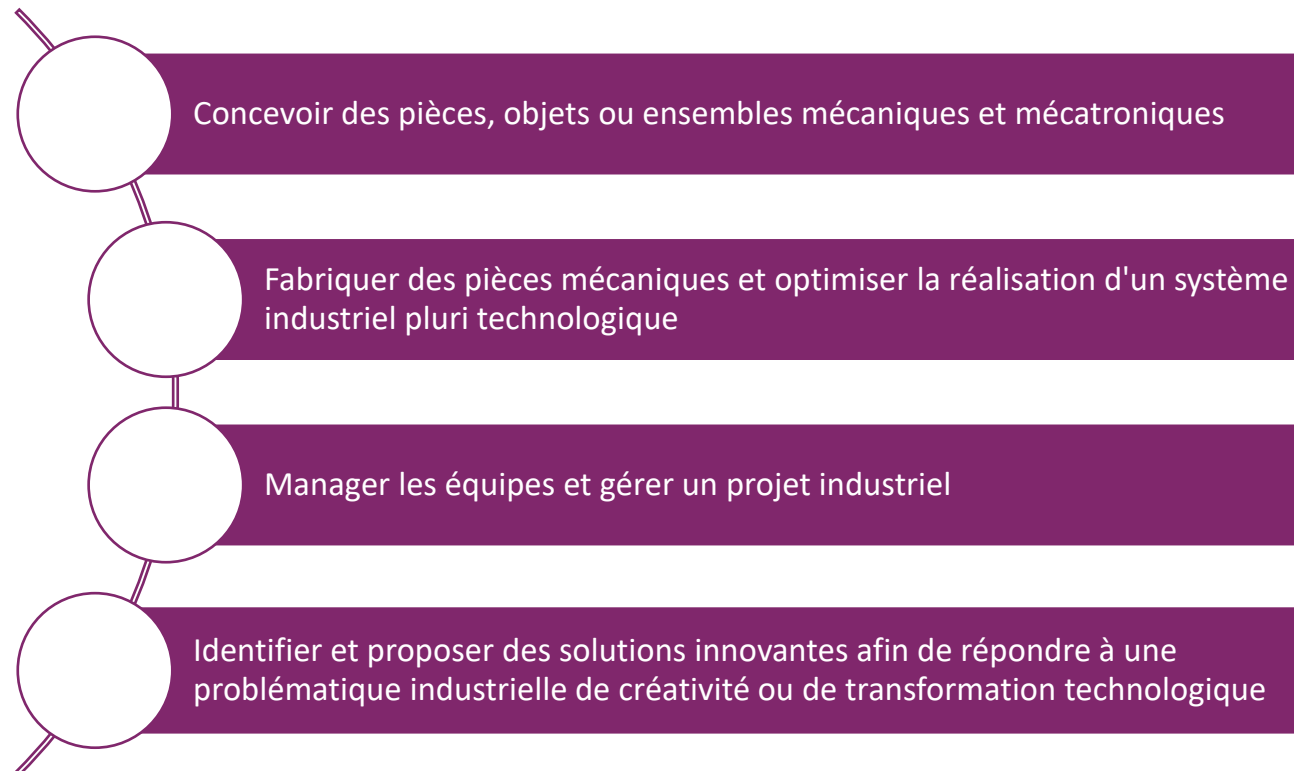 Concevoir des pièces, objets ou ensembles mécaniques et mécatroniques
Fabriquer des pièces mécaniques et optimiser la réalisation d'un système
industriel pluri technologique
Manager les équipes et gérer un projet industriel
Identifier et proposer des solutions innovantes afin de répondre à une
problématique industrielle de créativité ou de transformation technologique